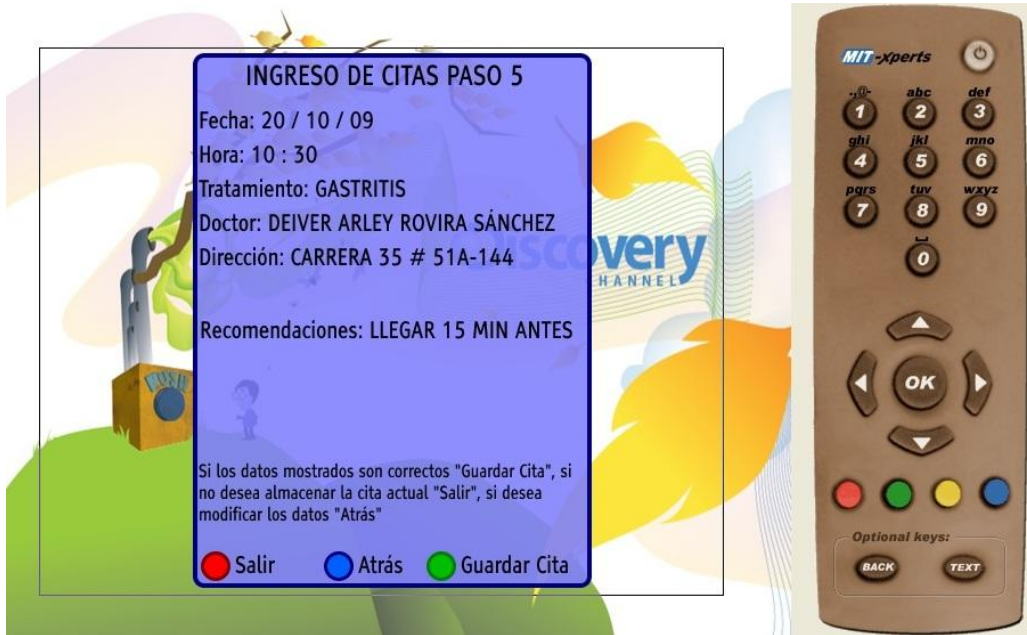 INGRESO DE CITAS PASO 5
Fecha: 20 / 10 / 09
Hora: 10 : 30
Tratamiento: GASTRITIS
Doctor: DEIVER ARLEY ROVIRA SÁNCHEZ
Dirección: CARRERA 35 # 51A-144
Discovery
CHANNEL
Recomendaciones: LLEGAR 15 MIN ANTES
PUSH
Si los datos mostrados son correctos "Guardar Cita", si
no desea almacenar la cita actual "Salir", si desea
modificar los datos "Atrás"
Salir Atrás Guardar Cita
MIT-xperts
.,@- abc def
1 2 3
ghi jkl mno
4 5 6
pqrs tuv wxyz
7 8 9
0
OK
Optional keys:
BACK TEXT